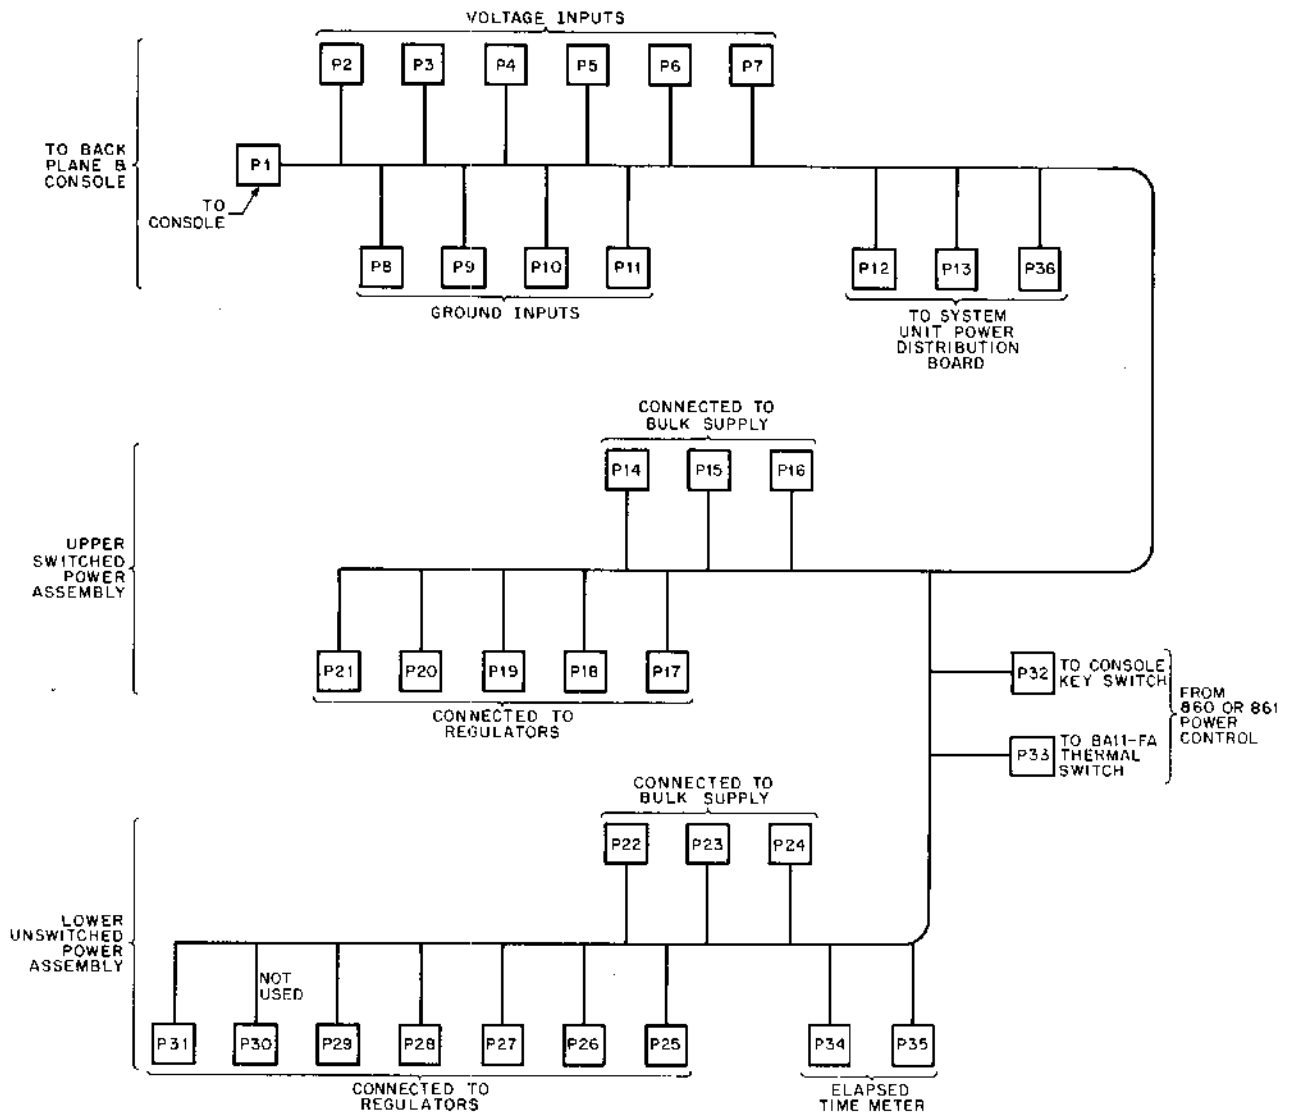 VOLTAGE INPUTS
P2 P3 P4 P5 P6 P7
TO BACK
PLANE &
CONSOLE
P1
TO
CONSOLE
P8 P9 P10 P11
GROUND INPUTS
P12 P13 P36
TO SYSTEM
UNIT POWER
DISTRIBUTION
BOARD
CONNECTED TO
BULK SUPPLY
P14 P15 P16
UPPER
SWITCHED
POWER
ASSEMBLY
P21 P20 P19 P18 P17
CONNECTED TO
REGULATORS
P32
TO CONSOLE
KEY SWITCH
P33
TO BA11-FA
THERMAL
SWITCH
FROM
860 OR 861
POWER
CONTROL
CONNECTED TO
BULK SUPPLY
P22 P23 P24
LOWER
UNSWITCHED
POWER
ASSEMBLY
NOT
USED
P31 P30 P29 P28 P27 P26 P25
CONNECTED TO
REGULATORS
P34 P35
ELAPSED
TIME METER